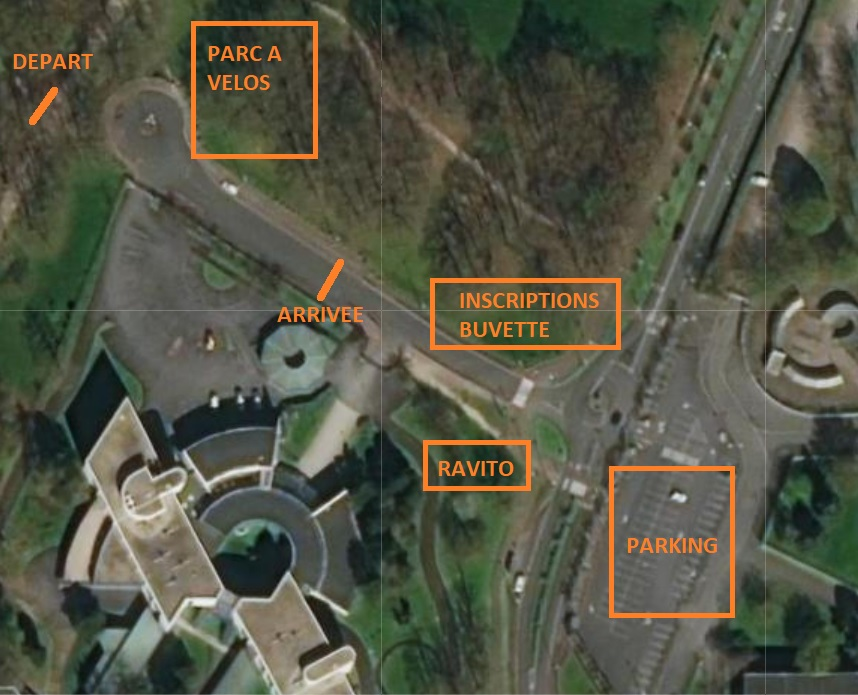 DEPART
PARC A
VELOS
ARRIVEE
INSCRIPTIONS
BUVETTE
RAVITO
PARKING